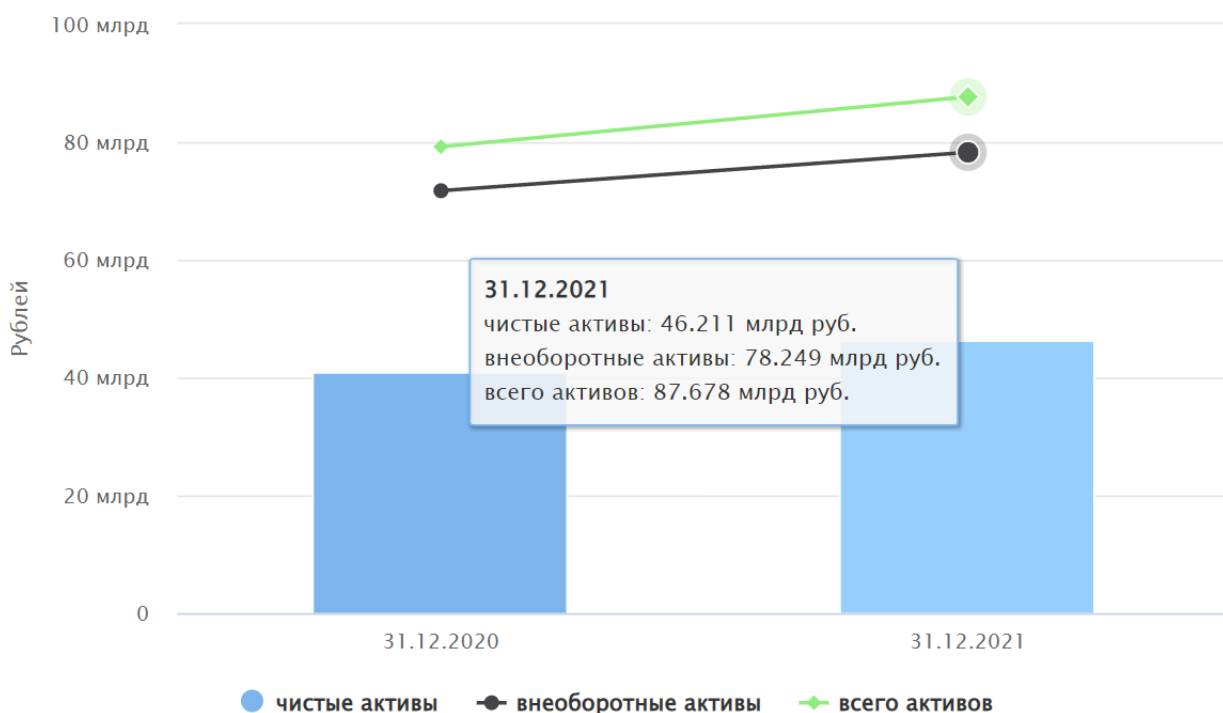 100 млрд
80 млрд
60 млрд
40 млрд
20 млрд
0
Рублей
31.12.2021
чистые активы: 46.211 млрд руб.
внеоборотные активы: 78.249 млрд руб.
всего активов: 87.678 млрд руб.
31.12.2020
31.12.2021
чистые активы
внеоборотные активы
всего активов